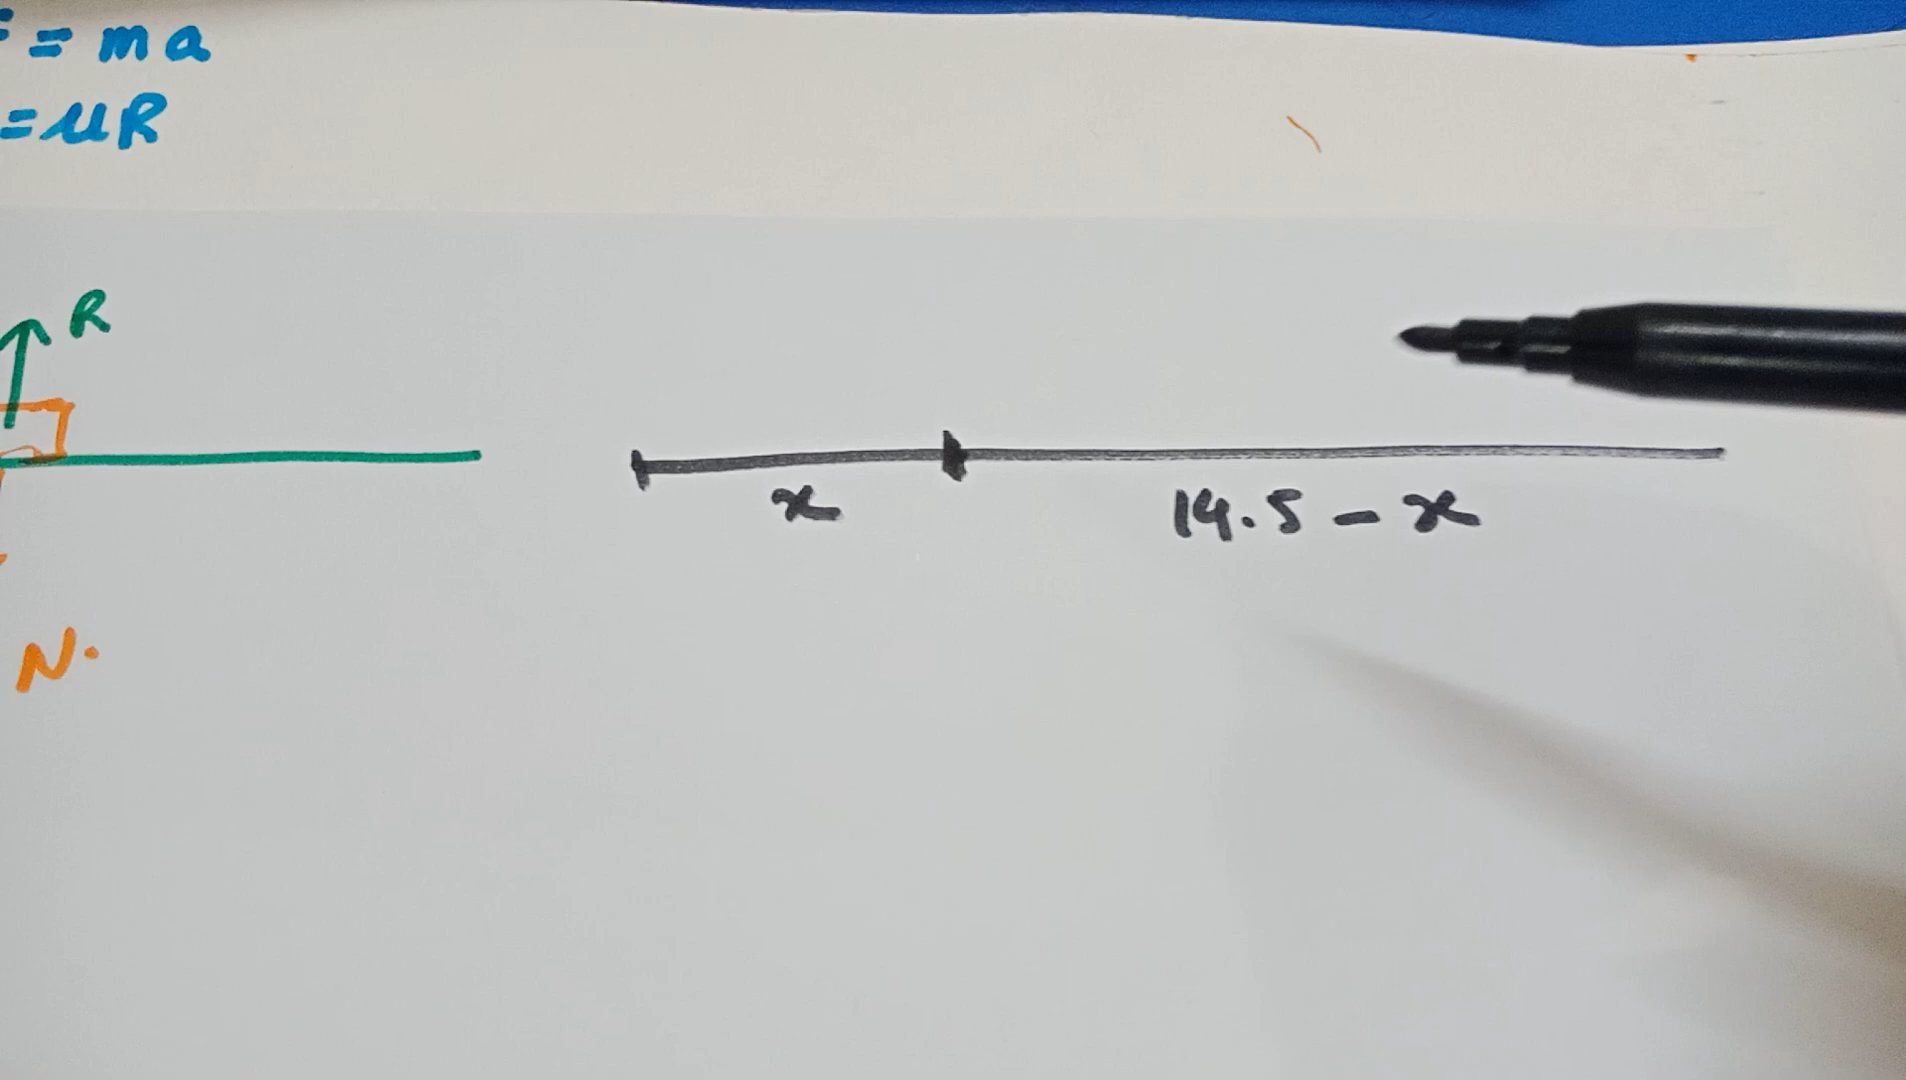 = ma
= μR
R
x
14.5 - x
N.